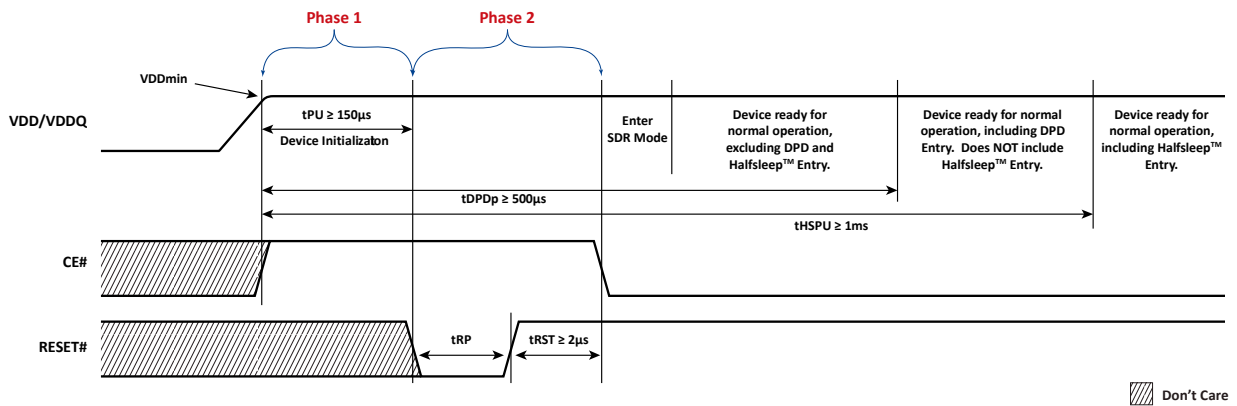 Phase 1
Phase 2
VDDmin
VDD/VDDQ
tPU ≥ 150µs
Device Initializaton
Enter
SDR Mode
Device ready for
normal operation,
excluding DPD and
Halfsleep™ Entry.
Device ready for normal
operation, including DPD
Entry. Does NOT include
Halfsleep™ Entry.
Device ready for
normal operation,
including Halfsleep™
Entry.
tDPDp ≥ 500µs
tHSPU ≥ 1ms
CE#
RESET#
tRP
tRST ≥ 2µs
Don't Care